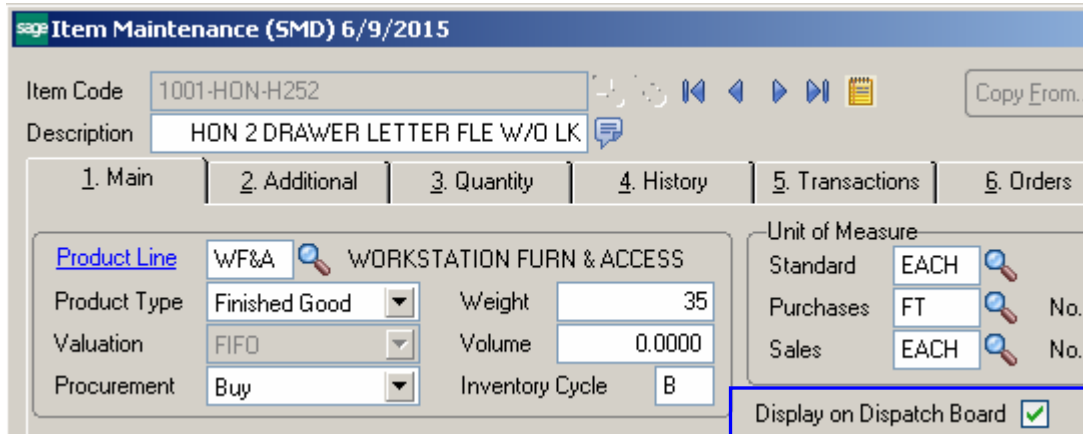 sage Item Maintenance (SMD) 6/9/2015
Item Code 1001-HON-H252 Copy From.
Description HON 2 DRAWER LETTER FLE W/O LK
1. Main 2. Additional 3. Quantity 4. History 5. Transactions 6. Orders
Product Line WF&A WORKSTATION FURN & ACCESS
Product Type Finished Good Weight 35
Valuation FIFO Volume 0.0000
Procurement Buy Inventory Cycle B
Unit of Measure
Standard EACH
Purchases FT No.
Sales EACH No.
Display on Dispatch Board